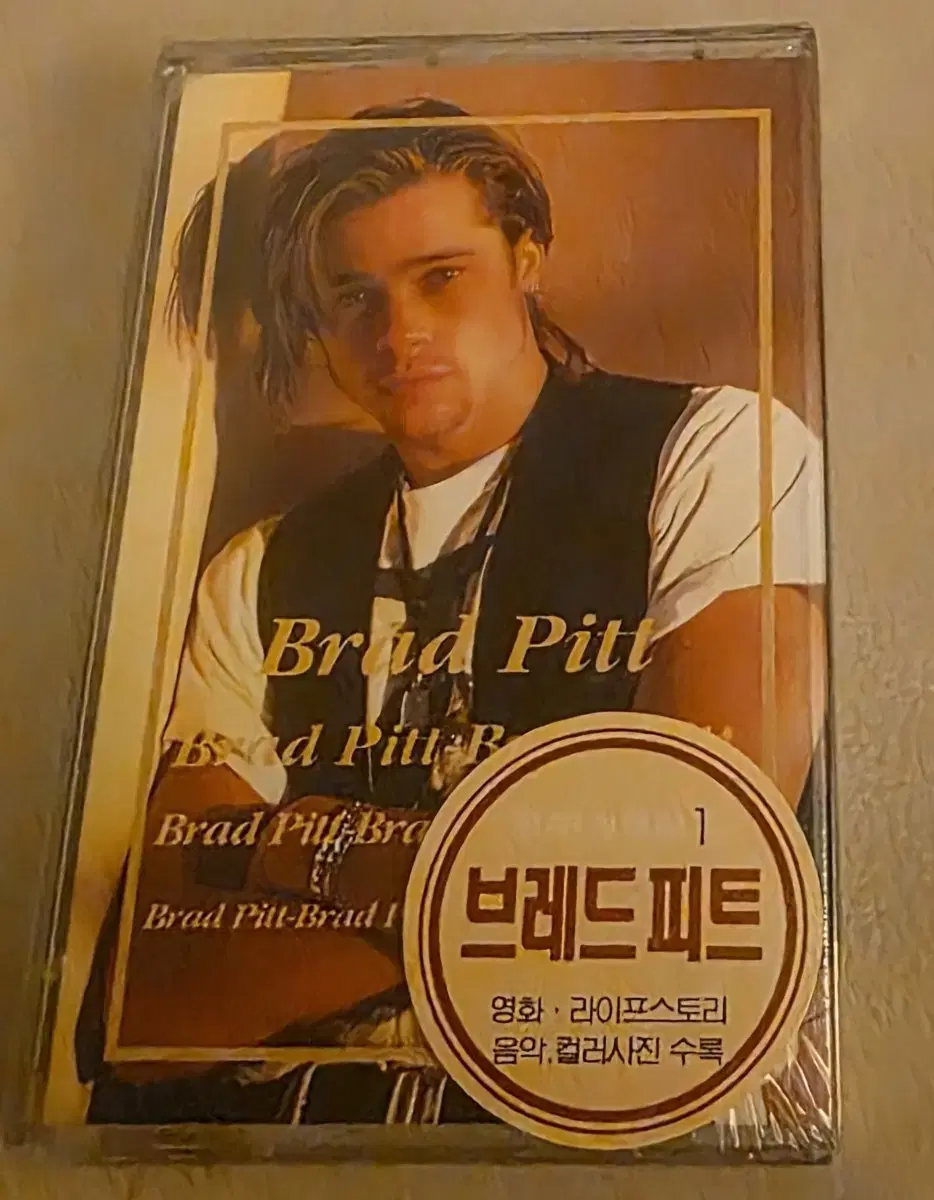 Brad Pitt
Brad Pitt-B
Brad Pitt-Bra
Brad Pitt-Brad P
1
브레드 피트
영화 · 라이프스토리
음악,컬러사진 수록